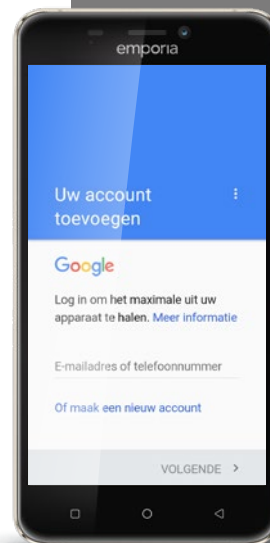 emporia
Uw account
toevoegen
Google
Log in om het maximale uit uw
apparaat te halen. Meer informatie
E-mailadres of telefoonnummer
Of maak een nieuw account
VOLGENDE >